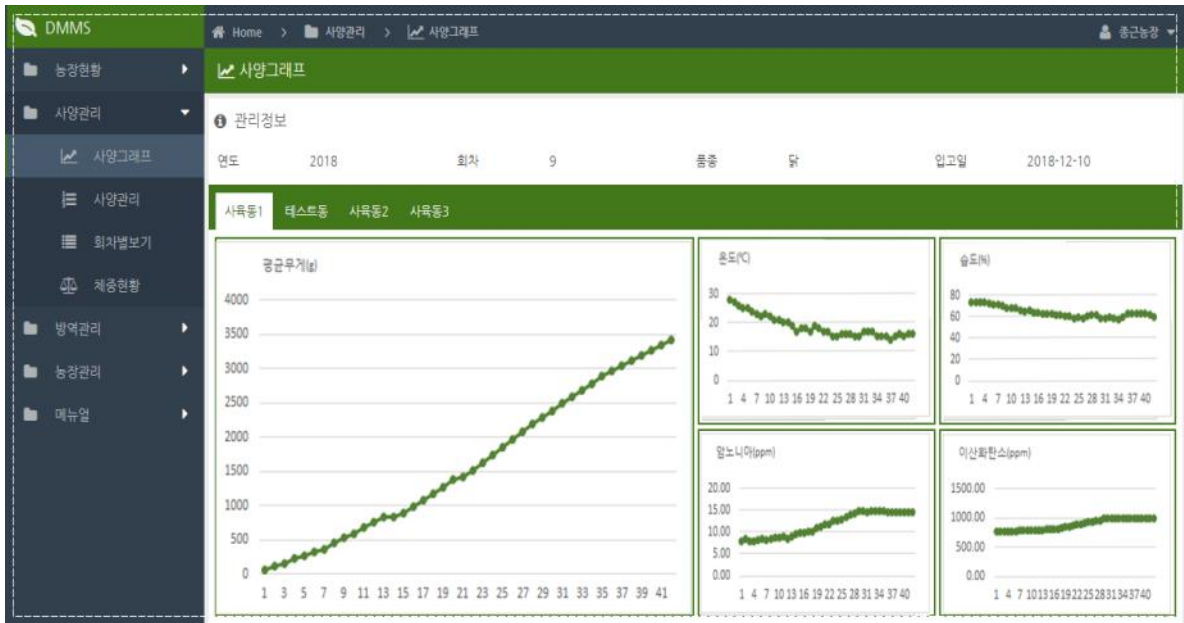 DMMS
Home > 사양관리 > 사양그래프
종근농장
농장현황
사양관리
사양그래프
사양관리
회차별보기
체중현황
방역관리
농장관리
메뉴얼
사양그래프
관리정보
연도 2018 회차 9 품종 닭 입고일 2018-12-10
사육동1 테스트동 사육동2 사육동3
평균무게(g)
4000
3500
3000
2500
2000
1500
1000
500
0
1 3 5 7 9 11 13 15 17 19 21 23 25 27 29 31 33 35 37 39 41
온도(℃)
30
20
10
0
1 4 7 10 13 16 19 22 25 28 31 34 37 40
습도(%)
80
60
40
20
0
1 4 7 10 13 16 19 22 25 28 31 34 37 40
암노니아(ppm)
20.00
15.00
10.00
5.00
0.00
1 4 7 10 13 16 19 22 25 28 31 34 37 40
이산화탄소(ppm)
1500.00
1000.00
500.00
0.00
1 4 7 10 13 16 19 22 25 28 31 34 37 40